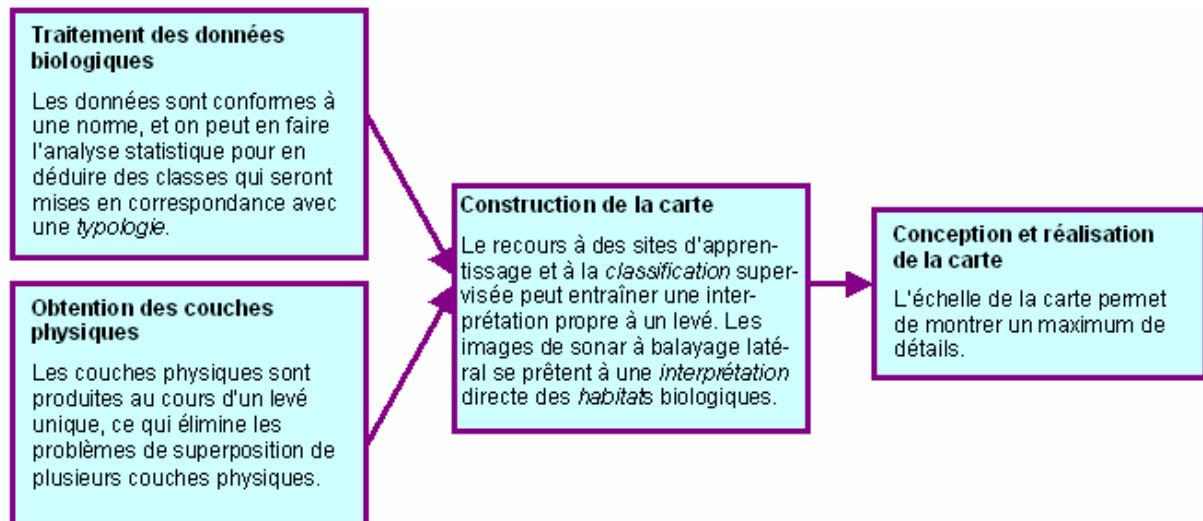 Traitement des données
biologiques
Les données sont conformes à
une norme, et on peut en faire
l'analyse statistique pour en
déduire des classes qui seront
mises en correspondance avec
une typologie.
Obtention des couches
physiques
Les couches physiques sont
produites au cours d'un levé
unique, ce qui élimine les
problèmes de superposition de
plusieurs couches physiques.
Construction de la carte
Le recours à des sites d'appren-
tissage et à la classification super-
visée peut entraîner une inter-
prétation propre à un levé. Les
images de sonar à balayage laté-
ral se prêtent à une interprétation
directe des habitats biologiques.
Conception et réalisation
de la carte
L'échelle de la carte permet
de montrer un maximum de
détails.